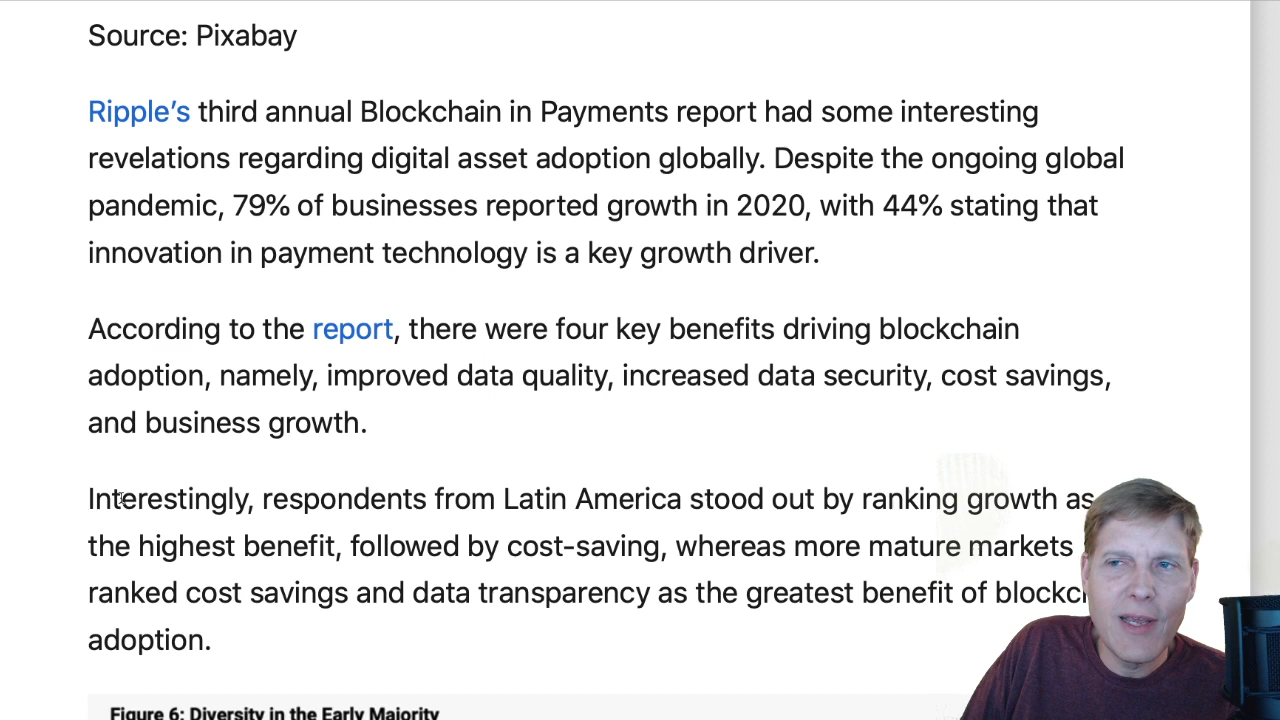 Source: Pixabay
Ripple's third annual Blockchain in Payments report had some interesting
revelations regarding digital asset adoption globally. Despite the ongoing global
pandemic, 79% of businesses reported growth in 2020, with 44% stating that
innovation in payment technology is a key growth driver.
According to the report, there were four key benefits driving blockchain
adoption, namely, improved data quality, increased data security, cost savings,
and business growth.
Interestingly, respondents from Latin America stood out by ranking growth as
the highest benefit, followed by cost-saving, whereas more mature markets
ranked cost savings and data transparency as the greatest benefit of
adoption.
Figure 6: Diversity in the Early Majority